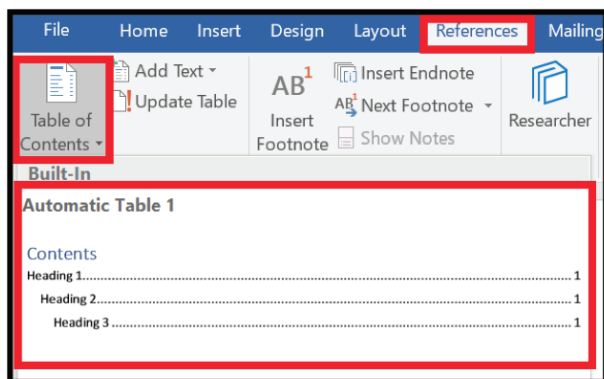 File Home Insert Design Layout References Mailing
Table of
Contents
Add Text
Update Table
AB1
Insert
Footnote
Insert Endnote
AB1 Next Footnote
Show Notes
Researcher
Built-In
Automatic Table 1
Contents
Heading 1...................................................................................................................1
Heading 2...............................................................................................................1
Heading 3...........................................................................................................1